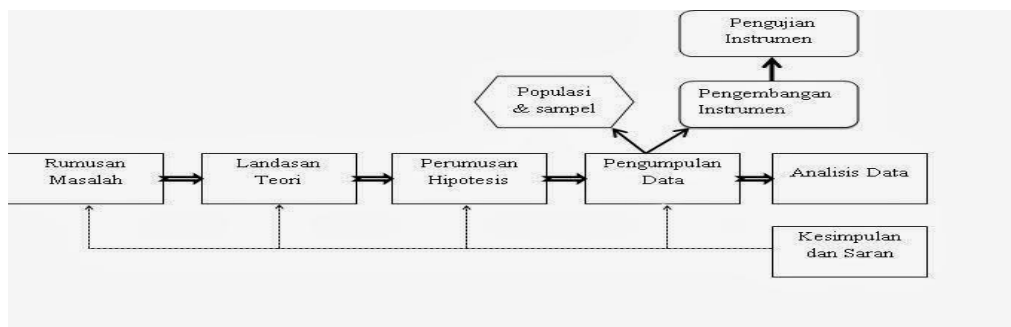 Pengujian
Instrumen
Populasi
& sampel
Pengembangan
Instrumen
Rumusan
Masalah
Landasan
Teori
Perumusan
Hipotesis
Pengumpulan
Data
Analisis Data
Kesimpulan
dan Saran